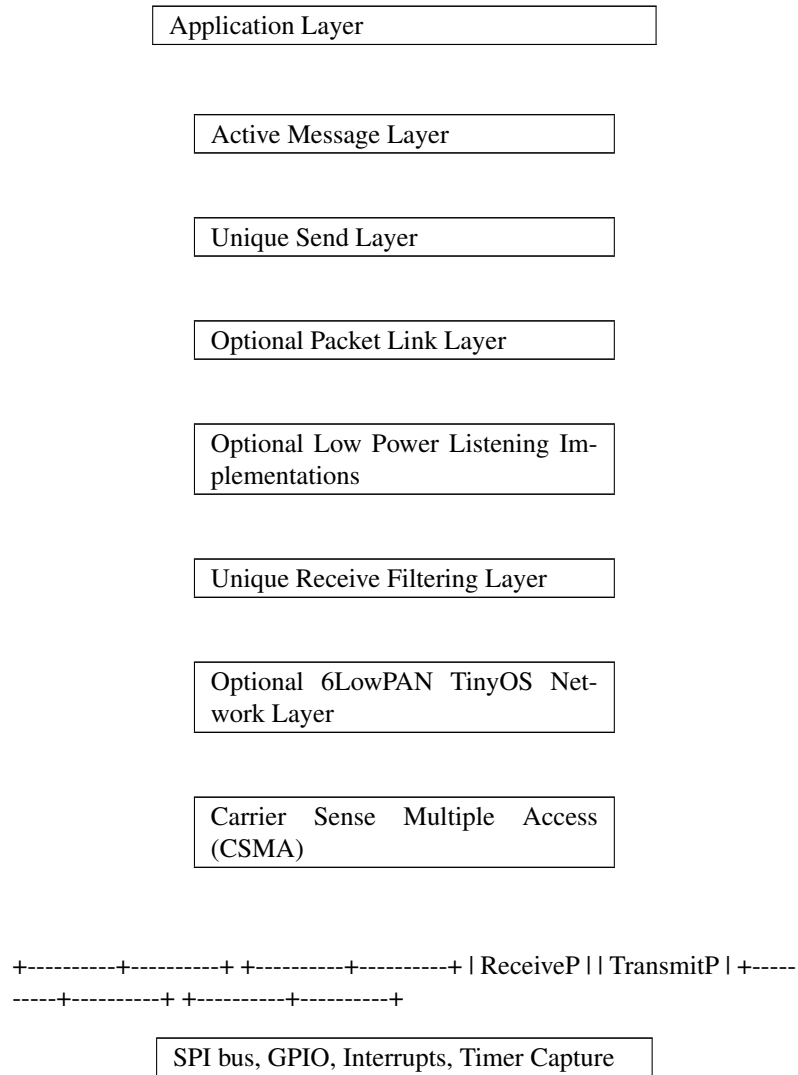 Application Layer
Active Message Layer
Unique Send Layer
Optional Packet Link Layer
Optional Low Power Listening Im-
plementations
Unique Receive Filtering Layer
Optional 6LowPAN TinyOS Net-
work Layer
Carrier Sense Multiple Access
(CSMA)
+----------+----------+ +----------+----------+ | ReceiveP | | TransmitP | +-----
-----+----------+ +----------+----------+
SPI bus, GPIO, Interrupts, Timer Capture